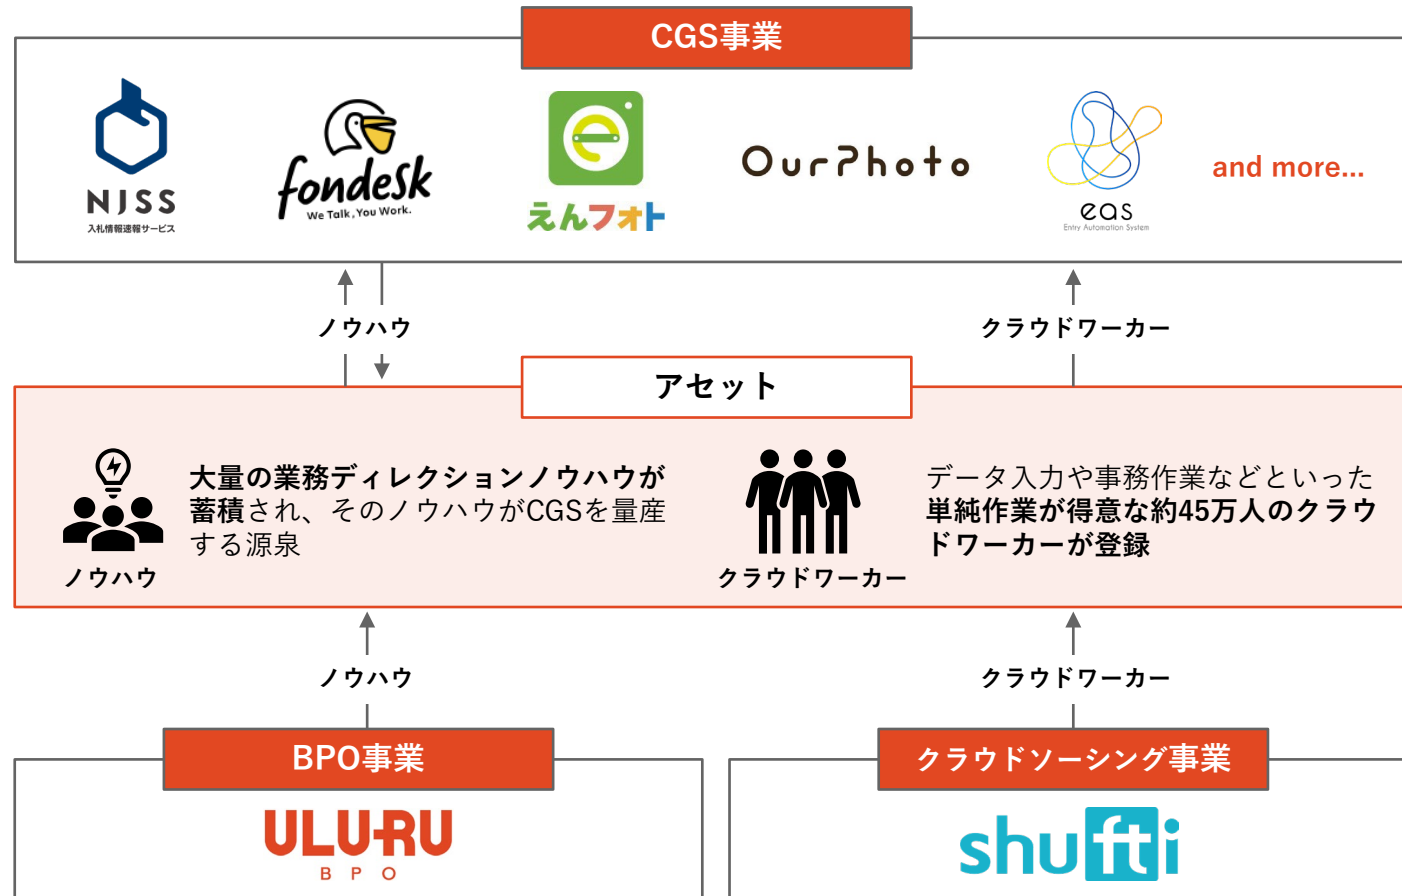 CGS事業
NJSS
入札情報速報サービス
fondesk
We Talk, You Work.
えんフォト
OurPhoto
eas
Entry Automation System
and more...
ノウハウ
クラウドワーカー
アセット
大量の業務ディレクションノウハウが
蓄積され、そのノウハウがCGSを量産
する源泉
ノウハウ
データ入力や事務作業などといった
単純作業が得意な約45万人のクラウ
ドワーカーが登録
クラウドワーカー
ノウハウ
クラウドワーカー
BPO事業
ULURU
BPO
クラウドソーシング事業
shufti